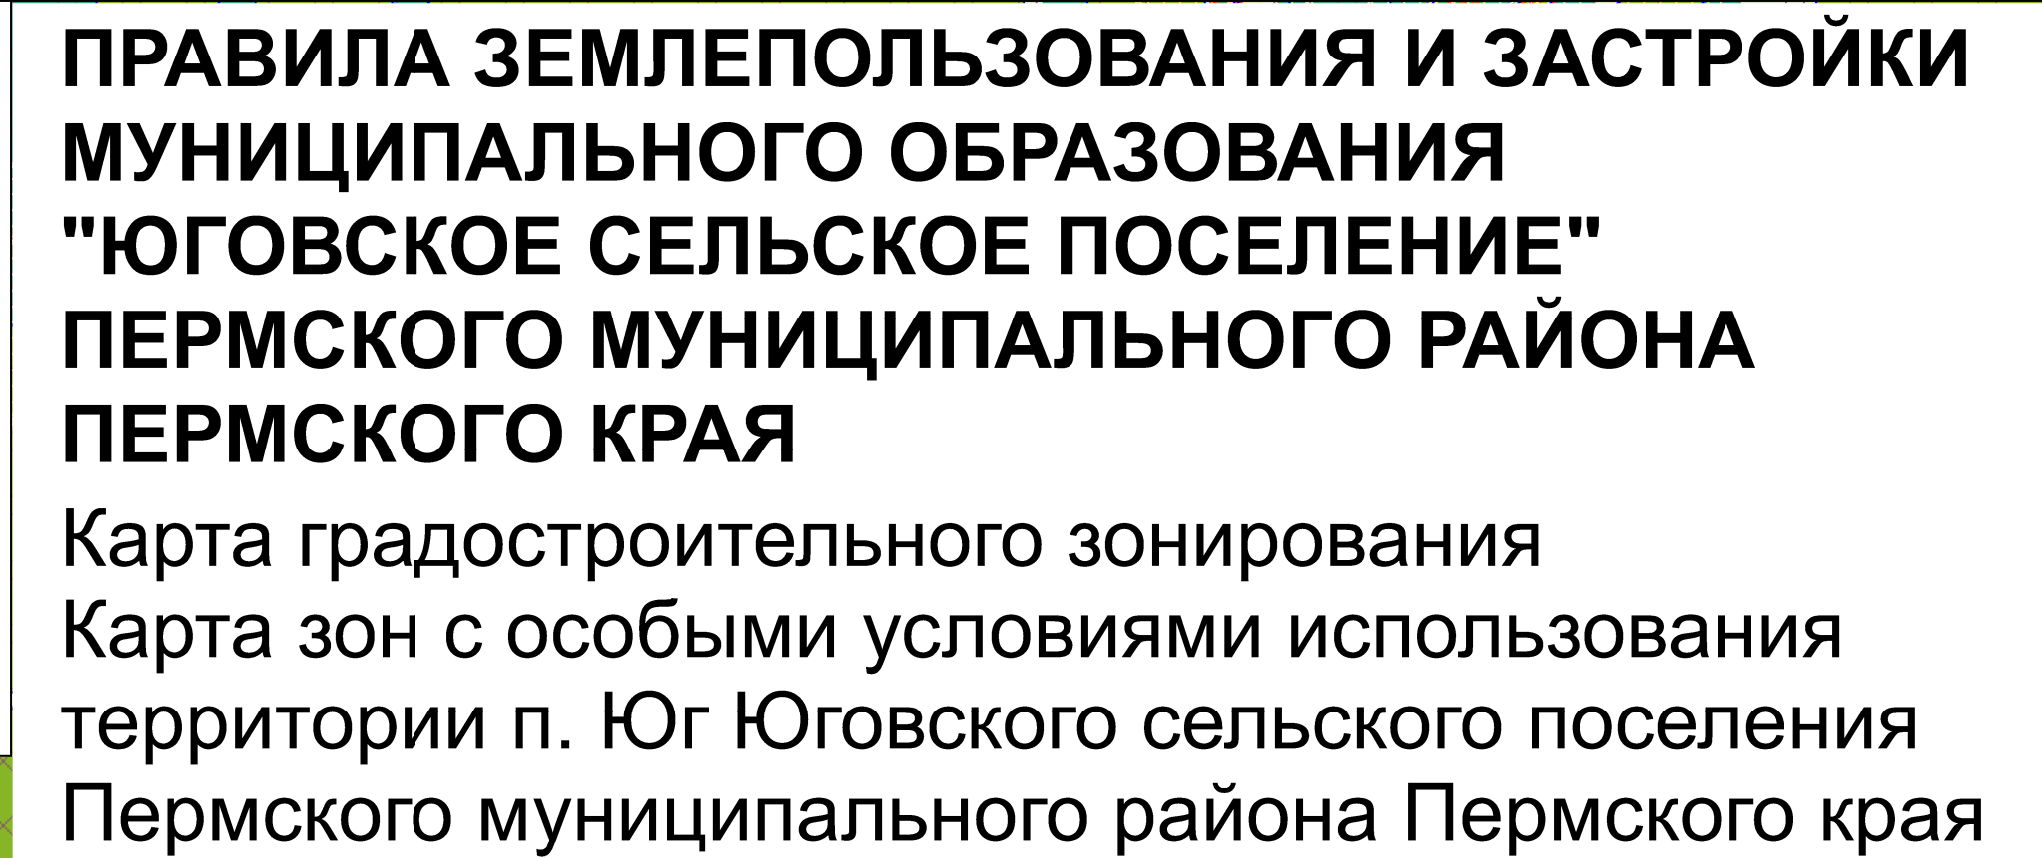 ПРАВИЛА ЗЕМЛЕПОЛЬЗОВАНИЯ И ЗАСТРОЙКИ
МУНИЦИПАЛЬНОГО ОБРАЗОВАНИЯ
"ЮГОВСКОЕ СЕЛЬСКОЕ ПОСЕЛЕНИЕ"
ПЕРМСКОГО МУНИЦИПАЛЬНОГО РАЙОНА
ПЕРМСКОГО КРАЯ
Карта градостроительного зонирования
Карта зон с особыми условиями использования
территории п. Юг Юговского сельского поселения
Пермского муниципального района Пермского края